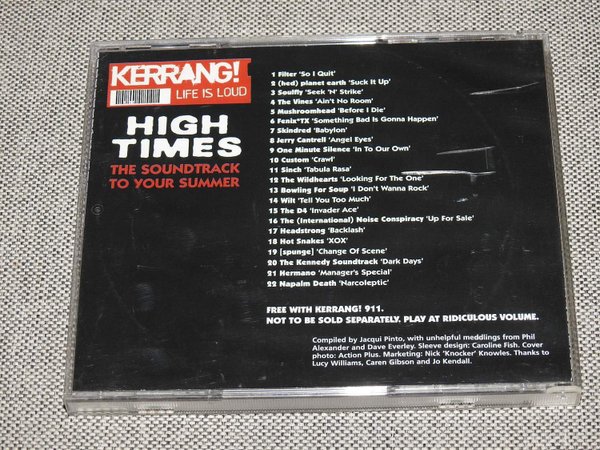 KERRANG!
LIFE IS LOUD
HIGH
TIMES
THE SOUNDTRACK
TO YOUR SUMMER
1 Filter 'So I Quit'
2 (hed) planet earth 'Suck It Up'
3 Soulfly 'Seek 'N' Strike'
4 The Vines 'Ain't No Room'
5 Mushroomhead 'Before I Die'
6 Fenix*TX 'Something Bad Is Gonna Happen'
7 Skindred 'Babylon'
8 Jerry Cantrell 'Angel Eyes'
9 One Minute Silence 'In To Our Own'
10 Custom 'Crawl'
11 Sinch 'Tabula Rasa'
12 The Wildhearts 'Looking For The One'
13 Bowling For Soup 'I Don't Wanna Rock'
14 Wilt 'Tell You Too Much'
15 The D4 'Invader Ace'
16 The (International) Noise Conspiracy 'Up For Sale'
17 Headstrong 'Backlash'
18 Hot Snakes 'XOX'
19 [spunge] 'Change Of Scene'
20 The Kennedy Soundtrack 'Dark Days'
21 Hermano 'Manager's Special'
22 Napalm Death 'Narcoleptic'
FREE WITH KERRANG! 911.
NOT TO BE SOLD SEPARATELY. PLAY AT RIDICULOUS VOLUME.
Compiled by Jacqui Pinto, with unhelpful meddlings from Phil
Alexander and Dave Everley. Sleeve design: Caroline Fish. Cover
photo: Action Plus. Marketing: Nick 'Knocker' Knowles. Thanks to
Lucy Williams, Caren Gibson and Jo Kendall.